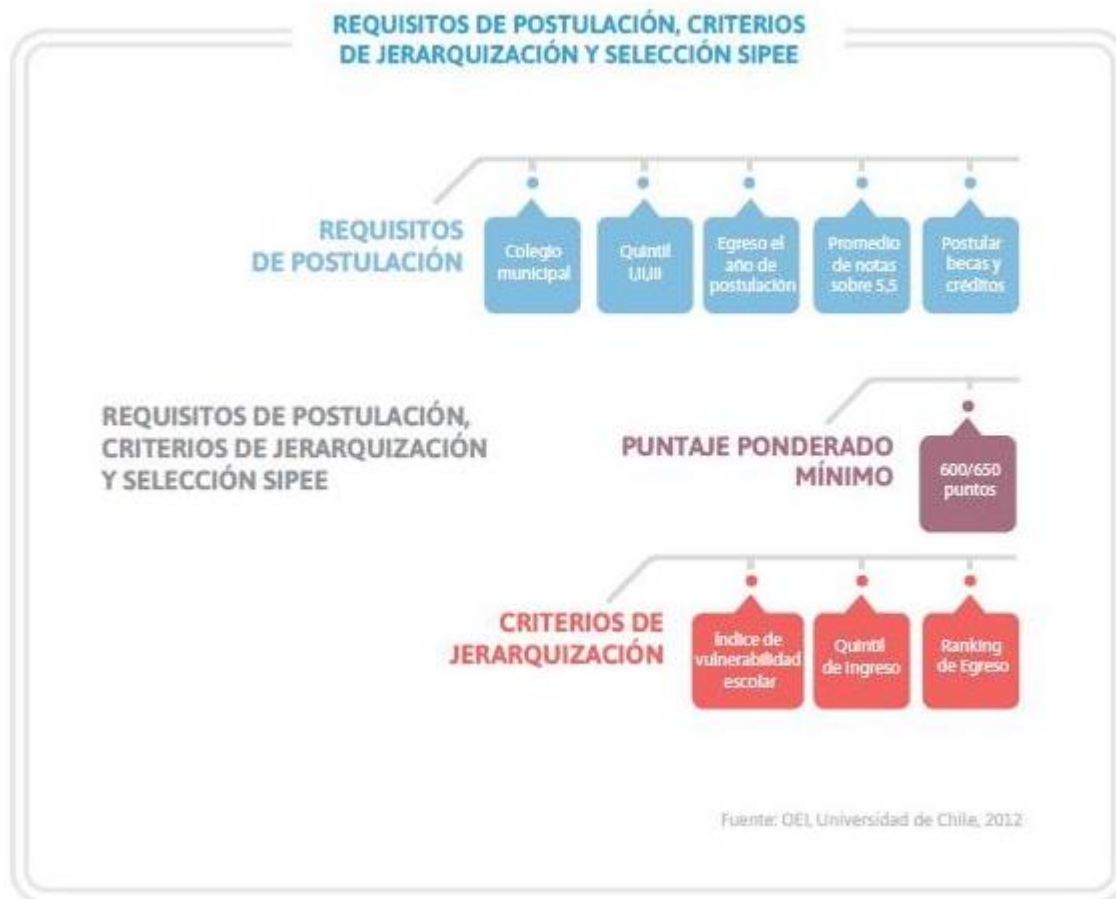 REQUISITOS DE POSTULACIÓN, CRITERIOS
DE JERARQUIZACIÓN Y SELECCIÓN SIPEE
REQUISITOS
DE POSTULACIÓN
Colegio
municipal
Quintil
I,II,III
Egreso el
año de
postulación
Promedio
de notas
sobre 5,5
Postular
becas y
créditos
REQUISITOS DE POSTULACIÓN,
CRITERIOS DE JERARQUIZACIÓN
Y SELECCIÓN SIPEE
PUNTAJE PONDERADO
MÍNIMO
600/650
puntos
CRITERIOS DE
JERARQUIZACIÓN
Índice de
vulnerabilidad
escolar
Quintil
de Ingreso
Ranking
de Egreso
Fuente: OEI, Universidad de Chile, 2012